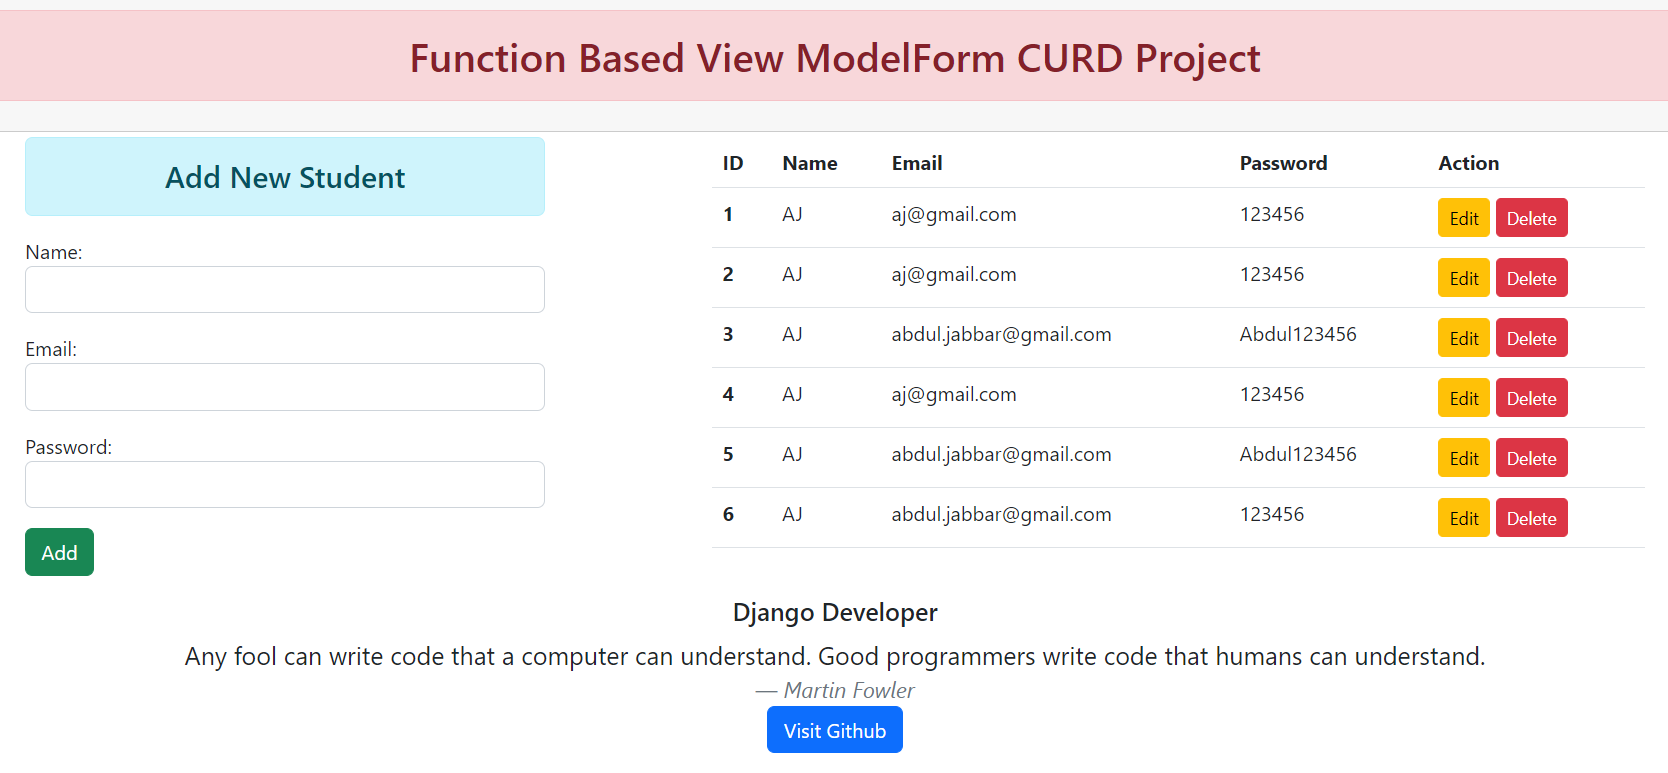 Function Based View ModelForm CURD Project
Add New Student
Name:
Email:
Password:
Add
ID Name Email Password Action
1 AJ aj@gmail.com 123456 Edit Delete
2 AJ aj@gmail.com 123456 Edit Delete
3 AJ abdul.jabbar@gmail.com Abdul123456 Edit Delete
4 AJ aj@gmail.com 123456 Edit Delete
5 AJ abdul.jabbar@gmail.com Abdul123456 Edit Delete
6 AJ abdul.jabbar@gmail.com 123456 Edit Delete
Django Developer
Any fool can write code that a computer can understand. Good programmers write code that humans can understand.
— Martin Fowler
Visit Github